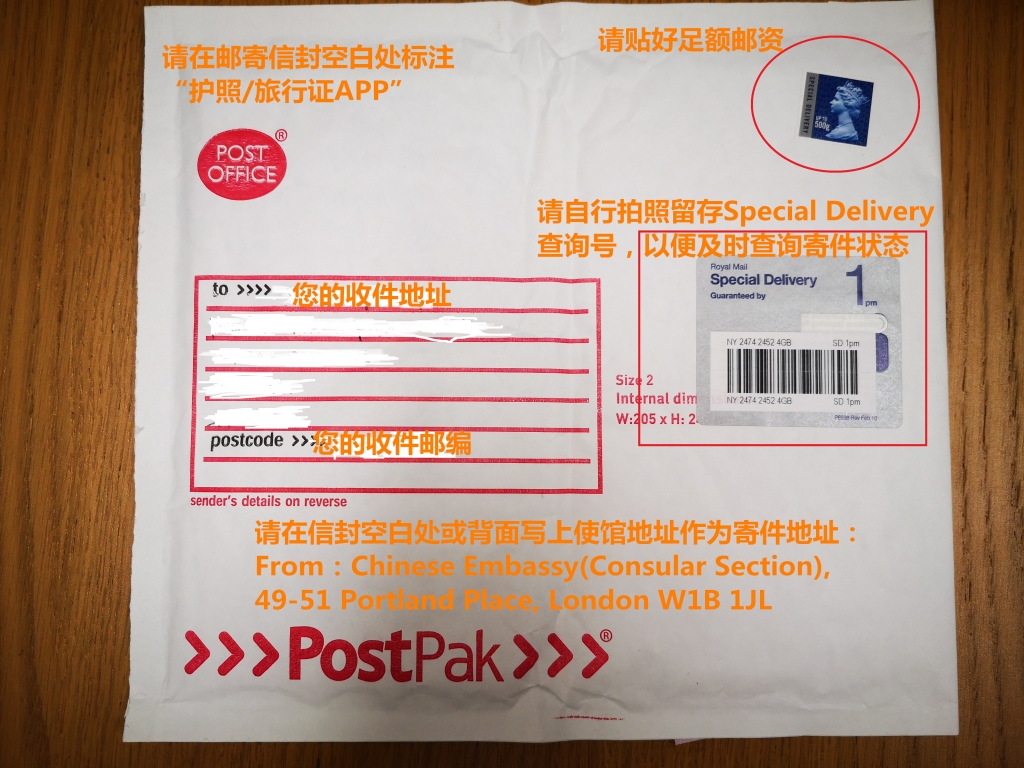 请在邮寄信封空白处标注
“护照/旅行证APP”
请贴好足额邮资
SPECIAL DELIVERY
UP TO
500g
POST
OFFICE®
请自行拍照留存Special Delivery
查询号，以便及时查询寄件状态
Royal Mail
Special Delivery
Guaranteed by
1pm
NY 2474 2452 4GB SD 1pm
NY 2474 2452 4GB SD 1pm
to >>>> 您的收件地址
Size 2
Internal dim
W:205 x H: 2
postcode >>> 您的收件邮编
sender's details on reverse
请在信封空白处或背面写上使馆地址作为寄件地址：
From：Chinese Embassy(Consular Section),
49-51 Portland Place, London W1B 1JL
>>>PostPak>>>®